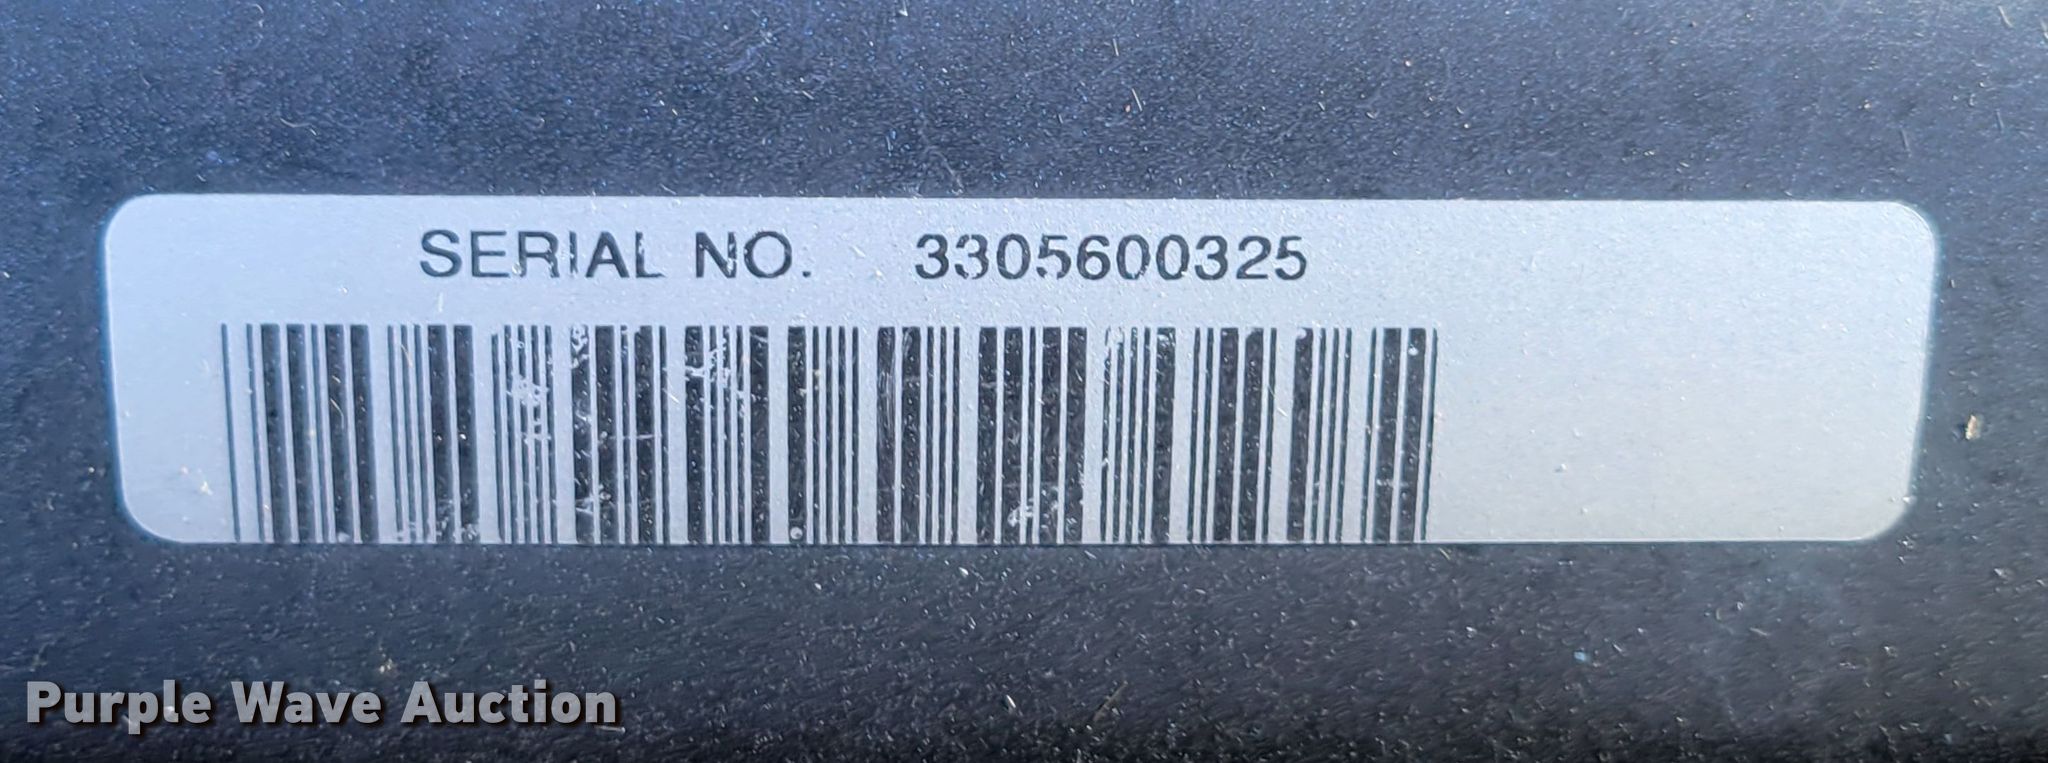 SERIAL NO. 3305600325
Purple Wave Auction